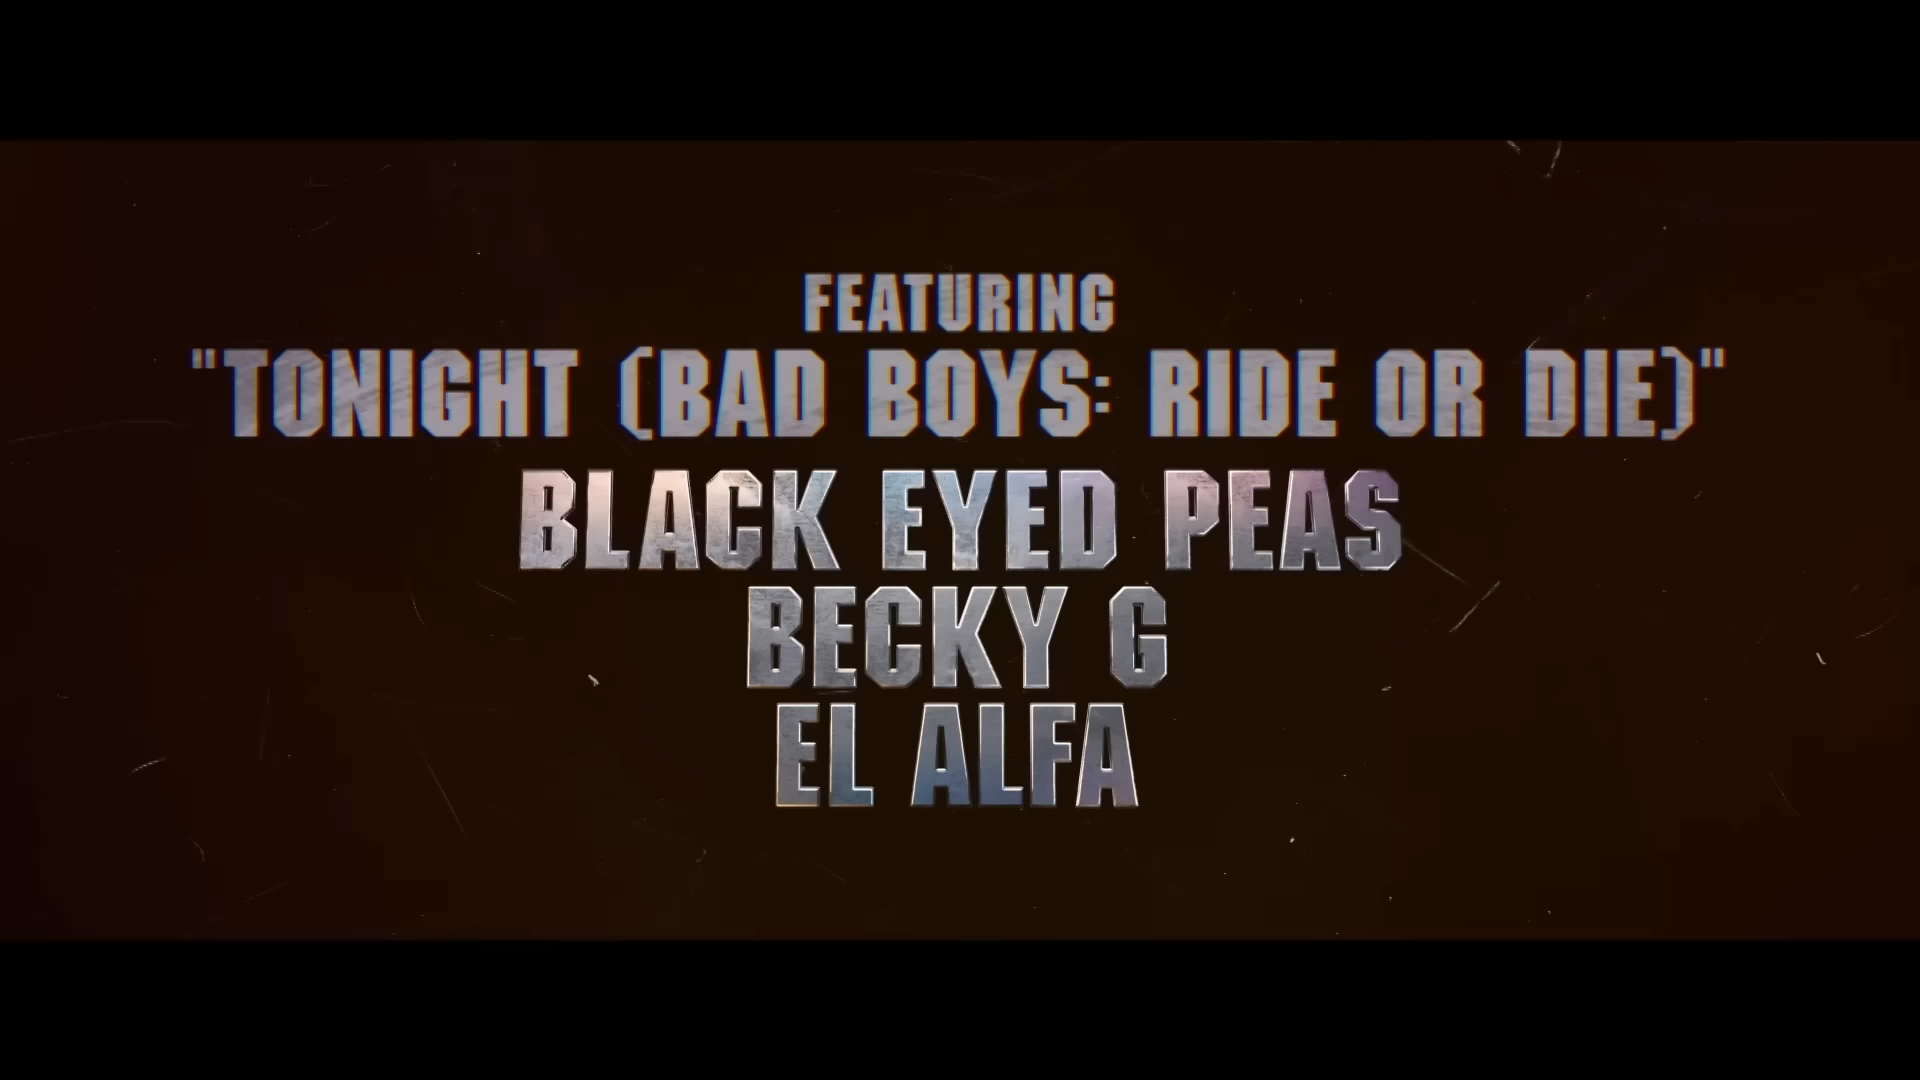 FEATURING
"TONIGHT (BAD BOYS: RIDE OR DIE)"
BLACK EYED PEAS
BECKY G
EL ALFA